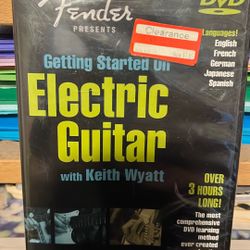 Fender
PRESENTS
DVD
Clearance
Languages!
English
French
German
Japanese
Spanish
Getting Started On
Electric
Guitar
with Keith Wyatt
OVER
3 HOURS
LONG!
The most
comprehensive
DVD learning
method
ever created